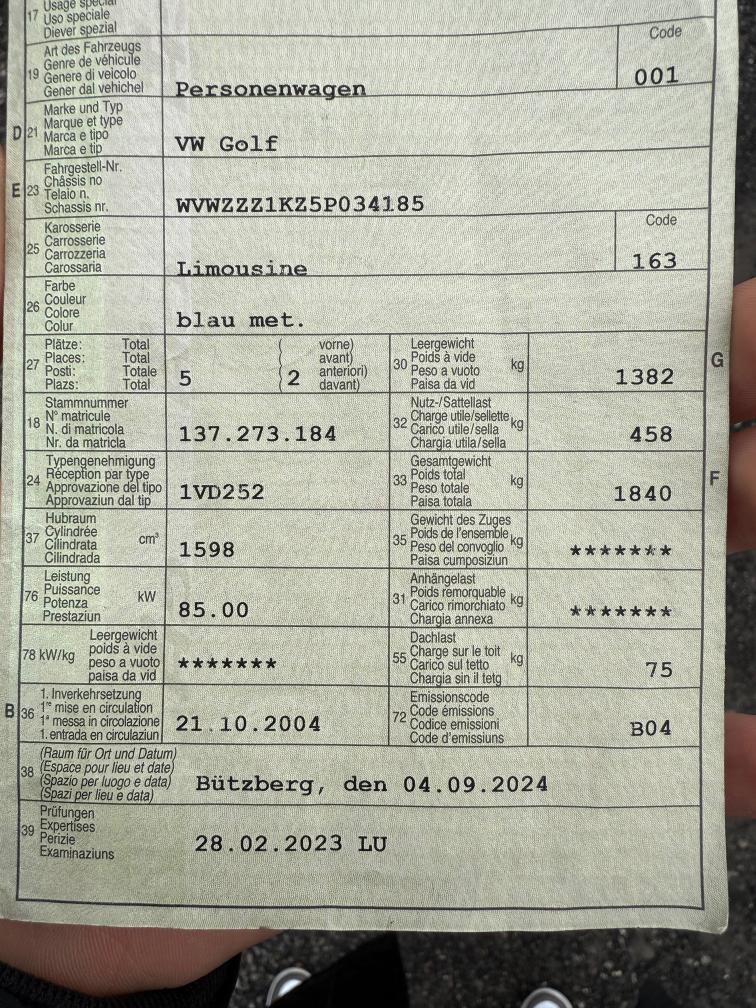 17 Usage spécial
Uso speciale
Diever spezial
19 Art des Fahrzeugs
Genre de véhicule
Genere di veicolo
Gener dal vehichel
Personenwagen
Code
001
D 21 Marke und Typ
Marque et type
Marca e tipo
Marca e tip
VW Golf
E 23 Fahrgestell-Nr.
Châssis no
Telaio n.
Schassis nr.
WVWZZZ1KZ5P034185
25 Karosserie
Carrosserie
Carrozzeria
Carossaria
Limousine
Code
163
26 Farbe
Couleur
Colore
Colur
blau met.
27 Plätze: Total
Places: Total
Posti: Totale
Plazs: Total
5
( vorne)
avant)
anteriori)
( davant)
2
30 Leergewicht
Poids à vide
Peso a vuoto
Paisa da vid
kg
1382
G
18 Stammnummer
N° matricule
N. di matricola
Nr. da matricla
137.273.184
32 Nutz-/Sattellast
Charge utile/sellette
Carico utile/sella
Chargia utila/sella
kg
458
24 Typengenehmigung
Réception par type
Approvazione del tipo
Approvaziun dal tip
1VD252
33 Gesamtgewicht
Poids total
Peso totale
Paisa totala
kg
1840
F
37 Hubraum
Cylindrée
Cilindrata
Cilindrada
cm³
1598
35 Gewicht des Zuges
Poids de l'ensemble
Peso del convoglio
Paisa cumposiziun
kg
*******
76 Leistung
Puissance
Potenza
Prestaziun
kW
85.00
31 Anhängelast
Poids remorquable
Carico rimorchiato
Chargia annexa
kg
*******
78 kW/kg
Leergewicht
poids à vide
peso a vuoto
paisa da vid
*******
55 Dachlast
Charge sur le toit
Carico sul tetto
Chargia sin il tetg
kg
75
B 36 1. Inverkehrsetzung
1re mise en circulation
1a messa in circolazione
1. entrada en circulaziun
21.10.2004
72 Emissionscode
Code émissions
Codice emissioni
Code d'emissiuns
B04
38 (Raum für Ort und Datum)
(Espace pour lieu et date)
(Spazio per luogo e data)
(Spazi per lieu e data)
Bützberg, den 04.09.2024
39 Prüfungen
Expertises
Perizie
Examinaziuns
28.02.2023 LU